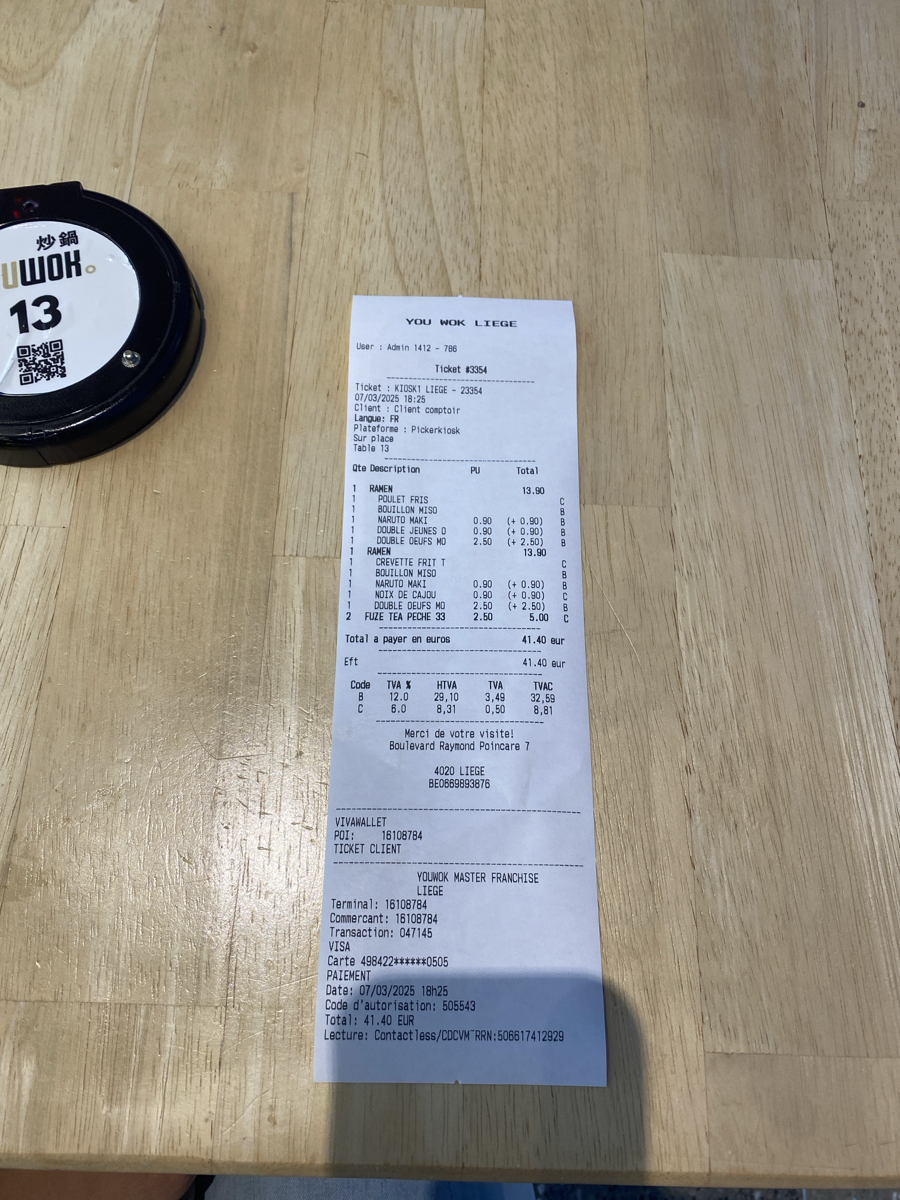 炒鍋
UWOK
13
YOU WOK LIEGE
User : Admin 1412 - 786
Ticket #3354
Ticket : KIOSK1 LIEGE - 23354
07/03/2025 18:25
Client : Client comptoir
Langue: FR
Plateforme : Pickerkiosk
Sur place
Table 13
Qte Description PU Total
1 RAMEN 13.90
1 POULET FRIS C
1 BOUILLON MISO B
1 NARUTO MAKI 0.90 (+ 0.90) B
1 DOUBLE JEUNES O 0.90 (+ 0.90) B
1 DOUBLE OEUFS MO 2.50 (+ 2.50) B
1 RAMEN 13.90
1 CREVETTE FRIT T C
1 BOUILLON MISO B
1 NARUTO MAKI 0.90 (+ 0.90) B
1 NOIX DE CAJOU 0.90 (+ 0.90) C
1 DOUBLE OEUFS MO 2.50 (+ 2.50) B
2 FUZE TEA PECHE 33 2.50 5.00 C
Total a payer en euros 41.40 eur
Eft 41.40 eur
Code TVA % HTVA TVA TVAC
B 12.0 29,10 3,49 32,59
C 6.0 8,31 0,50 8,81
Merci de votre visite!
Boulevard Raymond Poincare 7
4020 LIEGE
BE0669893876
VIVAWALLET
POI: 16108784
TICKET CLIENT
YOUWOK MASTER FRANCHISE
LIEGE
Terminal: 16108784
Commercant: 16108784
Transaction: 047145
VISA
Carte 498422******0505
PAIEMENT
Date: 07/03/2025 18h25
Code d'autorisation: 505543
Total: 41.40 EUR
Lecture: Contactless/CDCVM¨RRN:506617412929